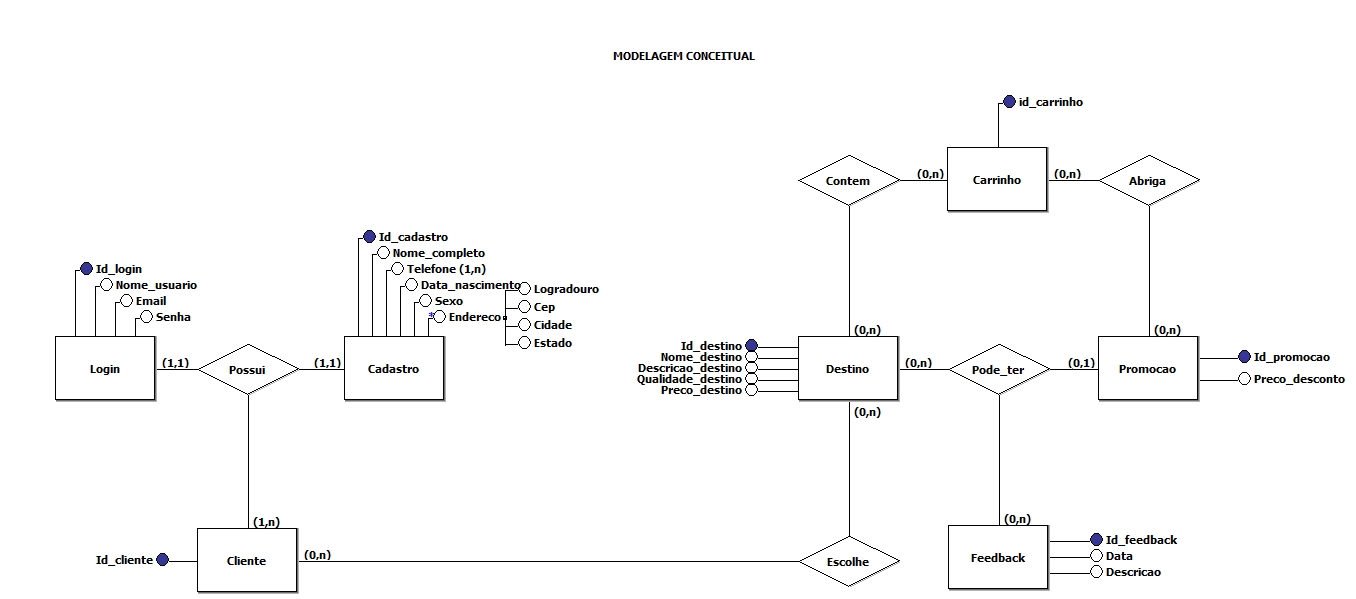 MODELAGEM CONCEITUAL
id_carrinho
Contem
(0,n)
Carrinho
(0,n)
Abriga
Id_cadastro
Nome_completo
Telefone (1,n)
Data_nascimento
Sexo
* Endereco
Logradouro
Cep
Cidade
Estado
Id_login
Nome_usuario
Email
Senha
Login
(1,1)
Possui
(1,1)
Cadastro
(0,n)
(0,n)
Id_destino
Nome_destino
Descricao_destino
Qualidade_destino
Preco_destino
Destino
(0,n)
Pode_ter
(0,1)
Promocao
Id_promocao
Preco_desconto
(0,n)
(1,n)
(0,n)
Id_cliente
Cliente
(0,n)
Escolhe
Feedback
Id_feedback
Data
Descricao